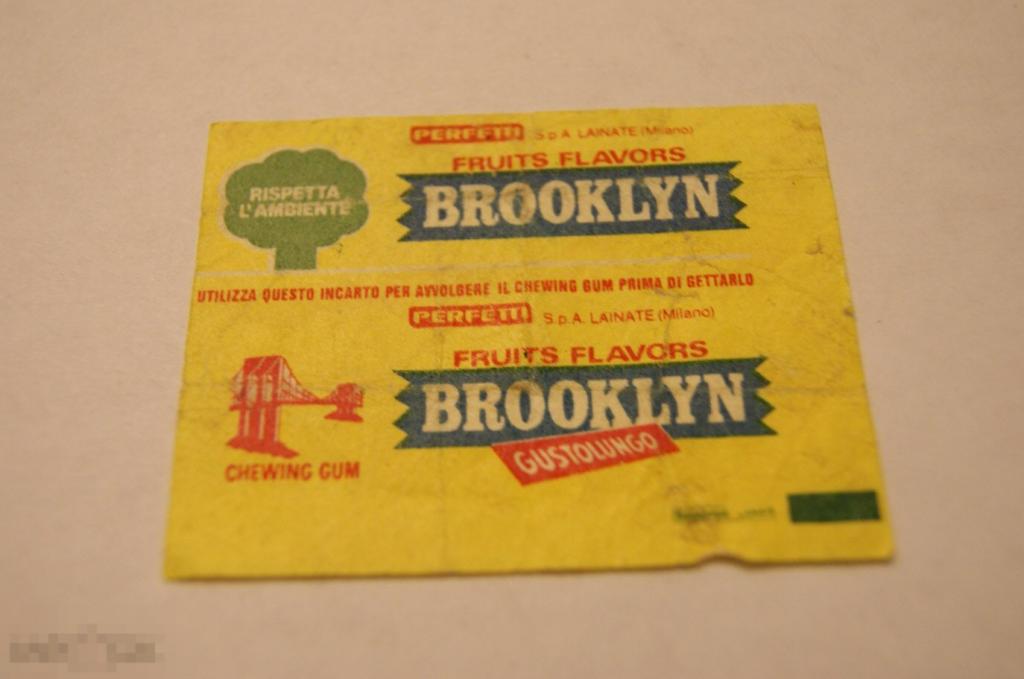 PERFETTI S.p.A. LAINATE (Milano)
FRUITS FLAVORS
BROOKLYN
RISPETTA
L'AMBIENTE
UTILIZZA QUESTO INCARTO PER AVVOLGERE IL CHEWING GUM PRIMA DI GETTARLO
PERFETTI S.p.A. LAINATE (Milano)
FRUITS FLAVORS
BROOKLYN
GUSTOLUNGO
CHEWING GUM